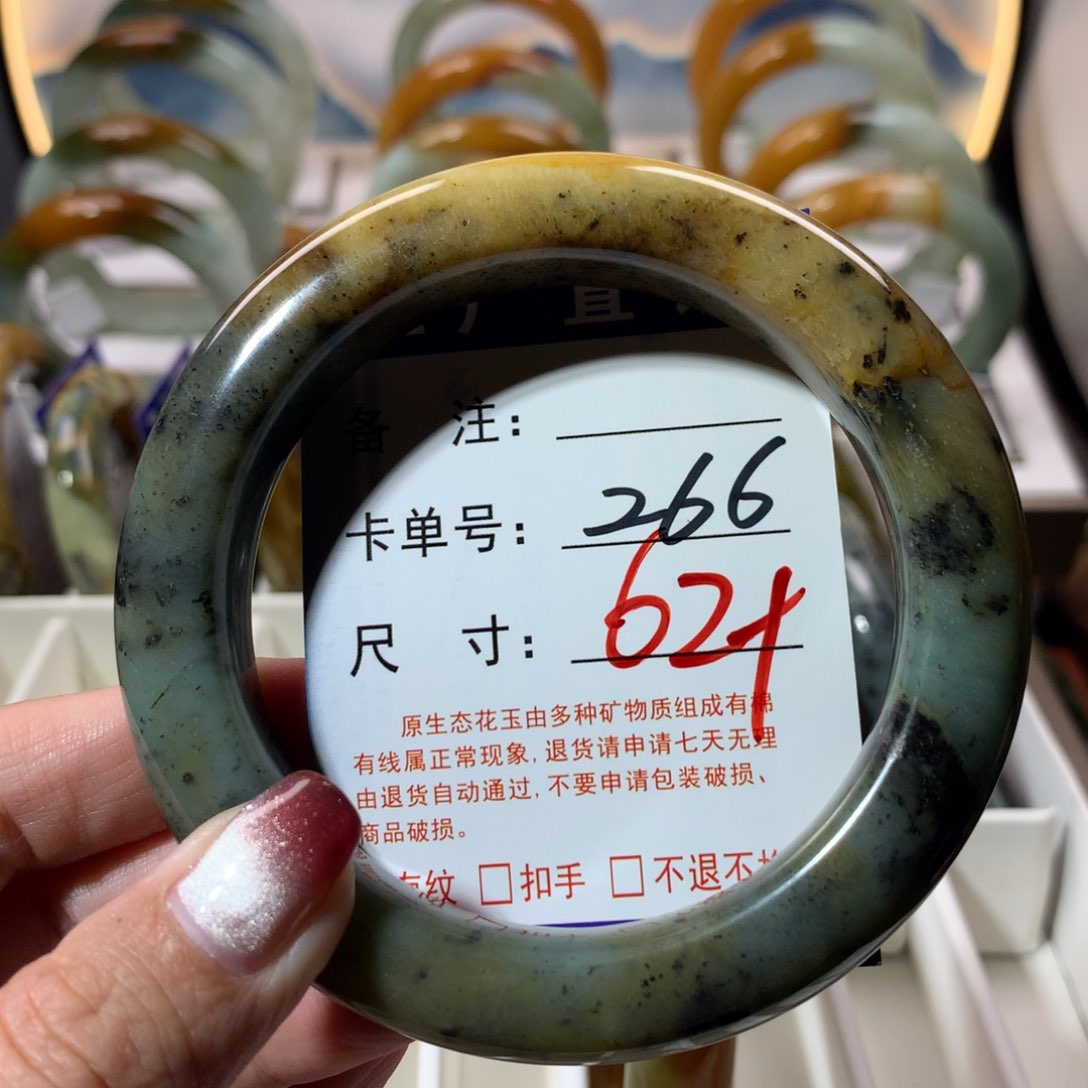 直
备 注：
卡单号：266
尺 寸：62+
原生态花玉由多种矿物质组成有棉
有线属正常现象，退货请申请七天无理
由退货自动通过，不要申请包装破损、
商品破损。
纹 □扣手 □不退不